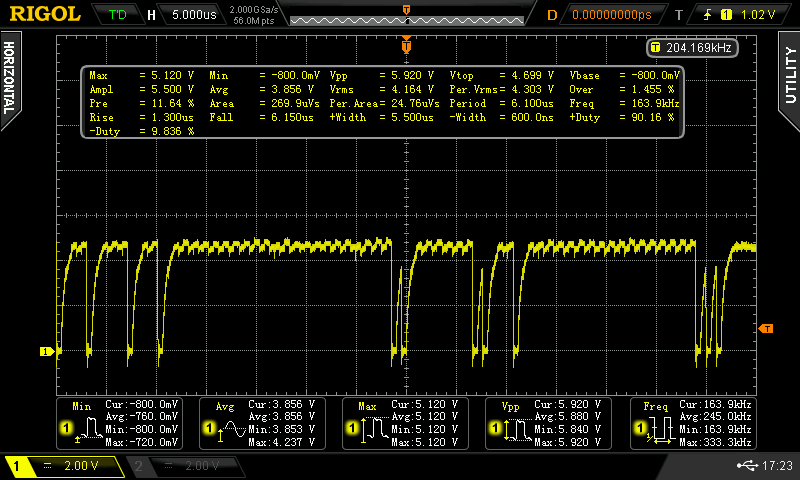 RIGOL T'D H 5.000us 2.000GSa/s 56.0M pts D 0.00000000ps T 1 1.02 V
HORIZONTAL
UTILITY
T 204.169kHz
Max = 5.120 V Min = -800.0mV Vpp = 5.920 V Vtop = 4.699 V Vbase = -800.0mV
Ampl = 5.500 V Avg = 3.856 V Vrms = 4.164 V Per.Vrms= 4.303 V Over = 1.455 %
Pre = 11.64 % Area = 269.9uVs Per.Area= 24.76uVs Period = 6.100us Freq = 163.9kHz
Rise = 1.300us Fall = 6.150us +Width = 5.500us -Width = 600.0ns +Duty = 90.16 %
-Duty = 9.836 %
T
1
T
Min Cur:-800.0mV
Avg:-760.0mV
1 Min:-800.0mV
Max:-720.0mV
Avg Cur:3.856 V
Avg:3.856 V
1 Min:3.853 V
Max:4.237 V
Max Cur:5.120 V
Avg:5.120 V
1 Min:5.120 V
Max:5.120 V
Vpp Cur:5.920 V
Avg:5.880 V
1 Min:5.840 V
Max:5.920 V
Freq Cur:163.9kHz
Avg:245.0kHz
1 Min:163.9kHz
Max:333.3kHz
1 2.00 V 2 2.00 V 17:23